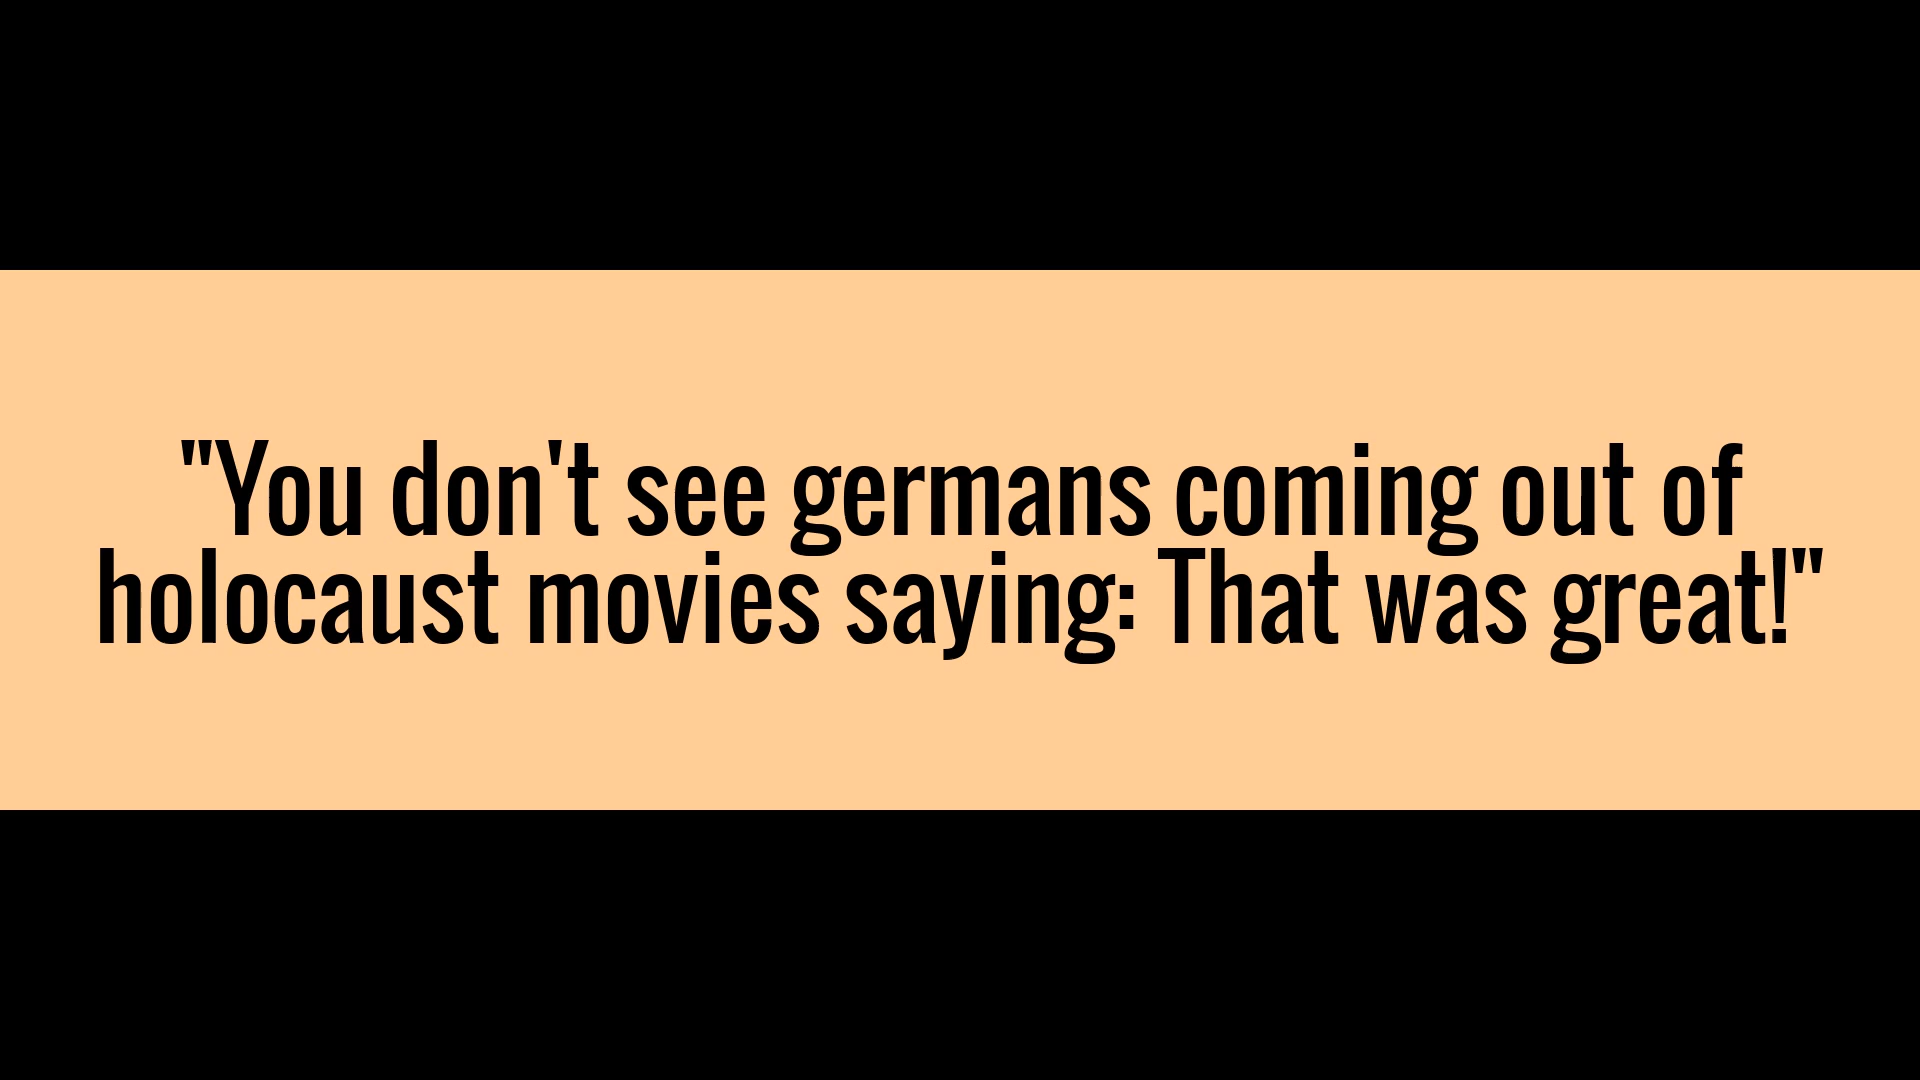 "You don't see germans coming out of
holocaust movies saying: That was great!"